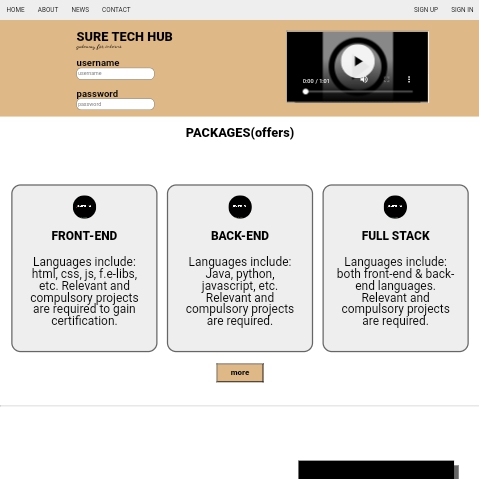 HOME ABOUT NEWS CONTACT SIGN UP SIGN IN
SURE TECH HUB
gateway for interns
username
username
password
password
0:00 / 1:01
PACKAGES(offers)
FRONT-END
Languages include:
html, css, js, f.e-libs,
etc. Relevant and
compulsory projects
are required to gain
certification.
BACK-END
Languages include:
Java, python,
javascript, etc.
Relevant and
compulsory projects
are required.
FULL STACK
Languages include:
both front-end & back-
end languages.
Relevant and
compulsory projects
are required.
more